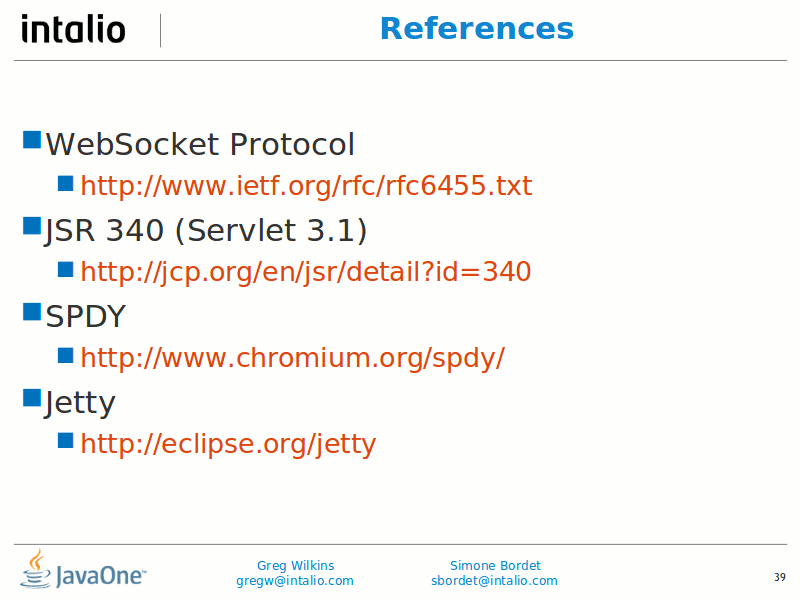 intalio
References
WebSocket Protocol
http://www.ietf.org/rfc/rfc6455.txt
JSR 340 (Servlet 3.1)
http://jcp.org/en/jsr/detail?id=340
SPDY
http://www.chromium.org/spdy/
Jetty
http://eclipse.org/jetty
JavaOne™
Greg Wilkins
gregw@intalio.com
Simone Bordet
sbordet@intalio.com
39